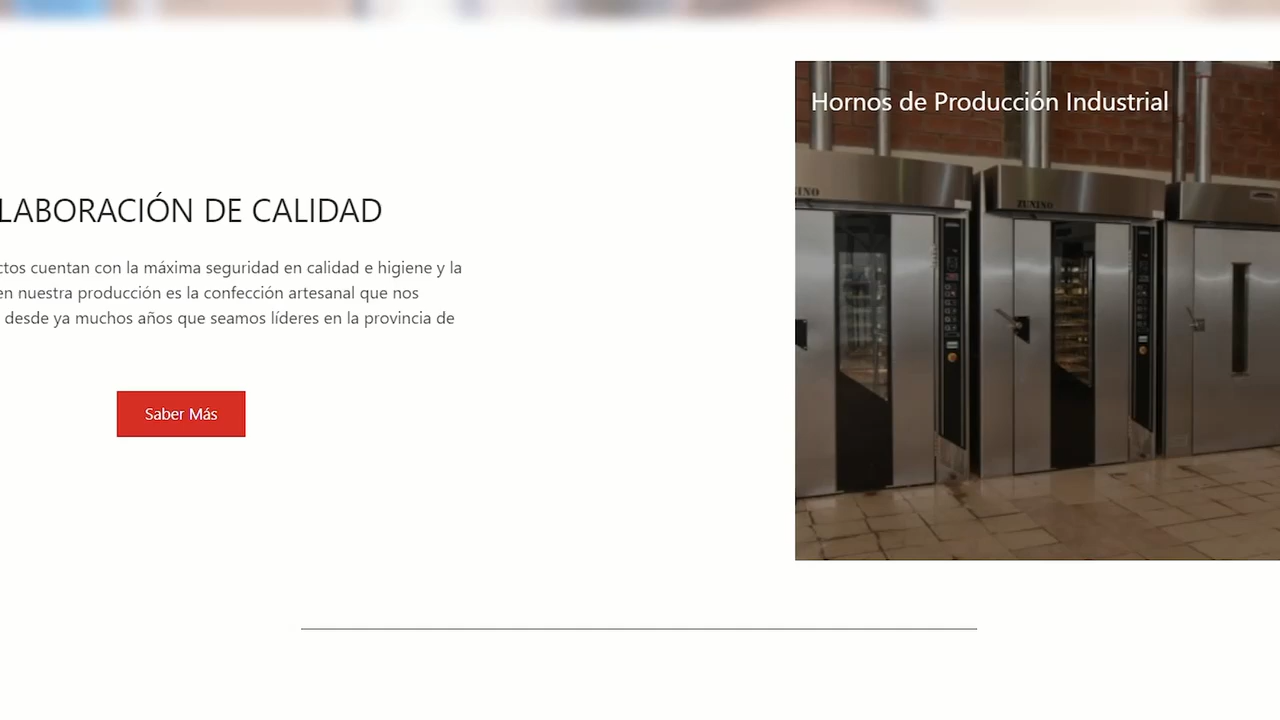 LABORACIÓN DE CALIDAD
ctos cuentan con la máxima seguridad en calidad e higiene y la
en nuestra producción es la confección artesanal que nos
desde ya muchos años que seamos líderes en la provincia de
Saber Más
Hornos de Producción Industrial
ZUNINO